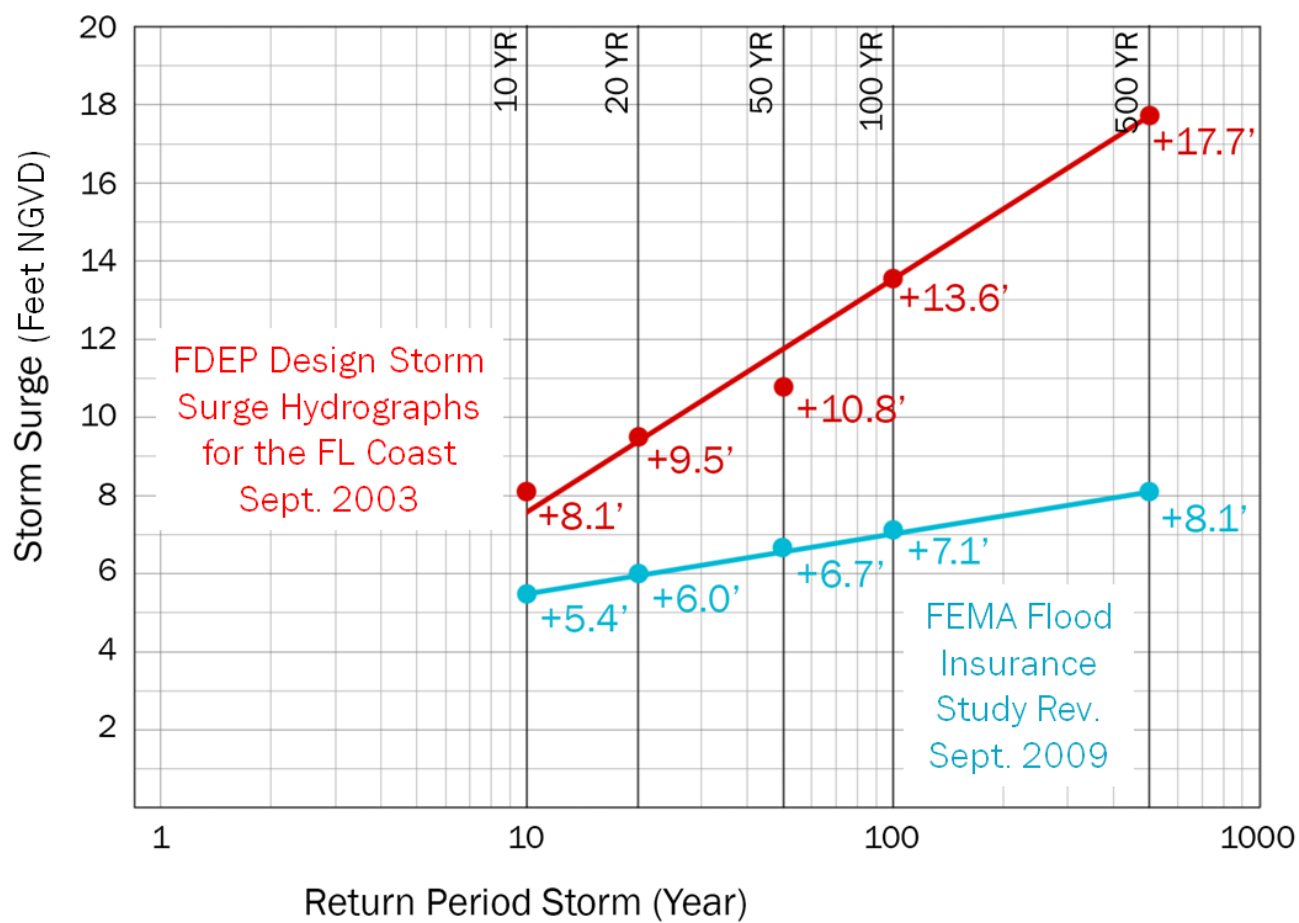 Storm Surge (Feet NGVD)
20
18
16
14
12
10
8
6
4
2
10 YR
20 YR
50 YR
100 YR
500 YR
+17.7’
+13.6’
+10.8’
+9.5’
+8.1’
FDEP Design Storm
Surge Hydrographs
for the FL Coast
Sept. 2003
+5.4’
+6.0’
+6.7’
+7.1’
+8.1’
FEMA Flood
Insurance
Study Rev.
Sept. 2009
1
10
100
1000
Return Period Storm (Year)